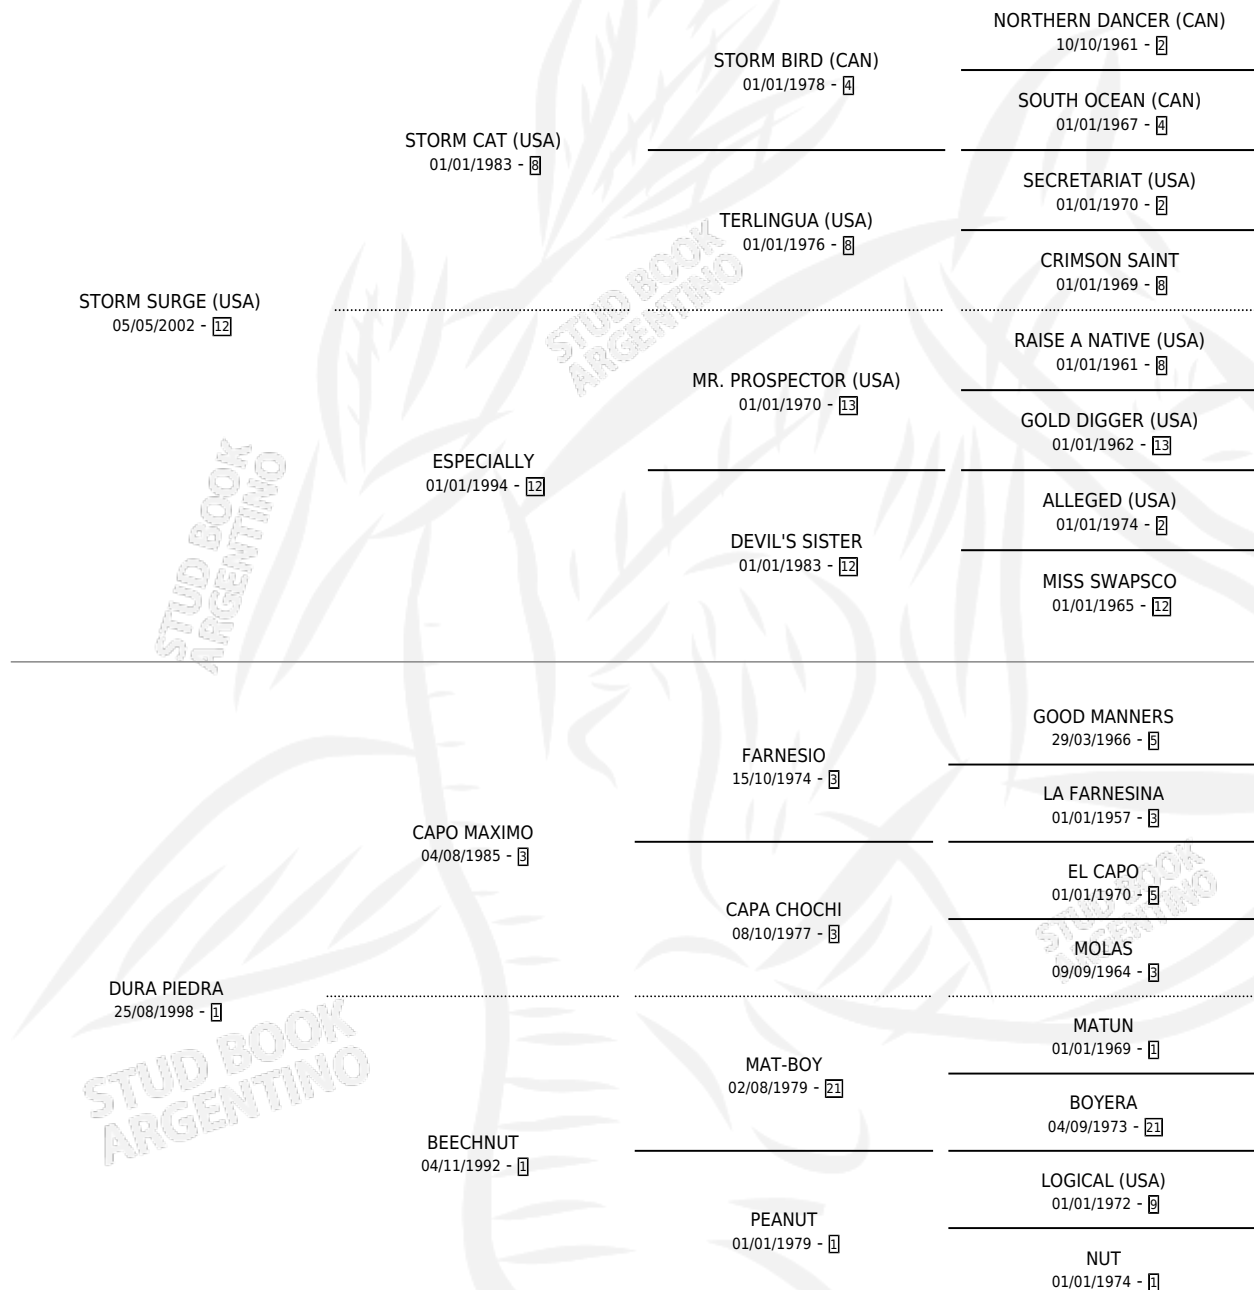 NORTHERN DANCER (CAN)
10/10/1961 - 2
STORM BIRD (CAN)
01/01/1978 - 4
SOUTH OCEAN (CAN)
01/01/1967 - 4
STORM CAT (USA)
01/01/1983 - 8
SECRETARIAT (USA)
01/01/1970 - 2
TERLINGUA (USA)
01/01/1976 - 8
CRIMSON SAINT
01/01/1969 - 8
STORM SURGE (USA)
05/05/2002 - 12
STUD BOOK
ARGENTINO
RAISE A NATIVE (USA)
01/01/1961 - 8
MR. PROSPECTOR (USA)
01/01/1970 - 13
GOLD DIGGER (USA)
01/01/1962 - 13
ESPECIALLY
01/01/1994 - 12
ALLEGED (USA)
01/01/1974 - 2
DEVIL'S SISTER
01/01/1983 - 12
MISS SWAPSCO
01/01/1965 - 12
STUD BOOK
ARGENTINO
GOOD MANNERS
29/03/1966 - 5
FARNESIO
15/10/1974 - 3
LA FARNESINA
01/01/1957 - 3
CAPO MAXIMO
04/08/1985 - 3
EL CAPO
01/01/1970 - 5
CAPA CHOCHI
08/10/1977 - 3
MOLAS
09/09/1964 - 3
STUD BOOK
ARGENTINO
DURA PIEDRA
25/08/1998 - 1
MATUN
01/01/1969 - 1
MAT-BOY
02/08/1979 - 21
BOYERA
04/09/1973 - 21
STUD BOOK
ARGENTINO
BEECHNUT
04/11/1992 - 1
LOGICAL (USA)
01/01/1972 - 9
PEANUT
01/01/1979 - 1
NUT
01/01/1974 - 1